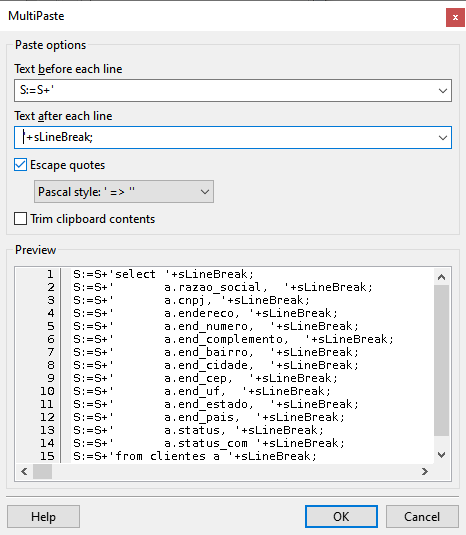 MultiPaste
Paste options
Text before each line
S:=S+'
Text after each line
'+sLineBreak;
Escape quotes
Pascal style: ' => ''
Trim clipboard contents
Preview
1 S:=S+'select '+sLineBreak;
2 S:=S+'       a.razao_social,  '+sLineBreak;
3 S:=S+'       a.cnpj, '+sLineBreak;
4 S:=S+'       a.endereco,  '+sLineBreak;
5 S:=S+'       a.end_numero,  '+sLineBreak;
6 S:=S+'       a.end_complemento,  '+sLineBreak;
7 S:=S+'       a.end_bairro,  '+sLineBreak;
8 S:=S+'       a.end_cidade,  '+sLineBreak;
9 S:=S+'       a.end_cep,  '+sLineBreak;
10 S:=S+'       a.end_uf,  '+sLineBreak;
11 S:=S+'       a.end_estado,  '+sLineBreak;
12 S:=S+'       a.end_pais,  '+sLineBreak;
13 S:=S+'       a.status, '+sLineBreak;
14 S:=S+'       a.status_com '+sLineBreak;
15 S:=S+'from clientes a '+sLineBreak;
Help
OK
Cancel